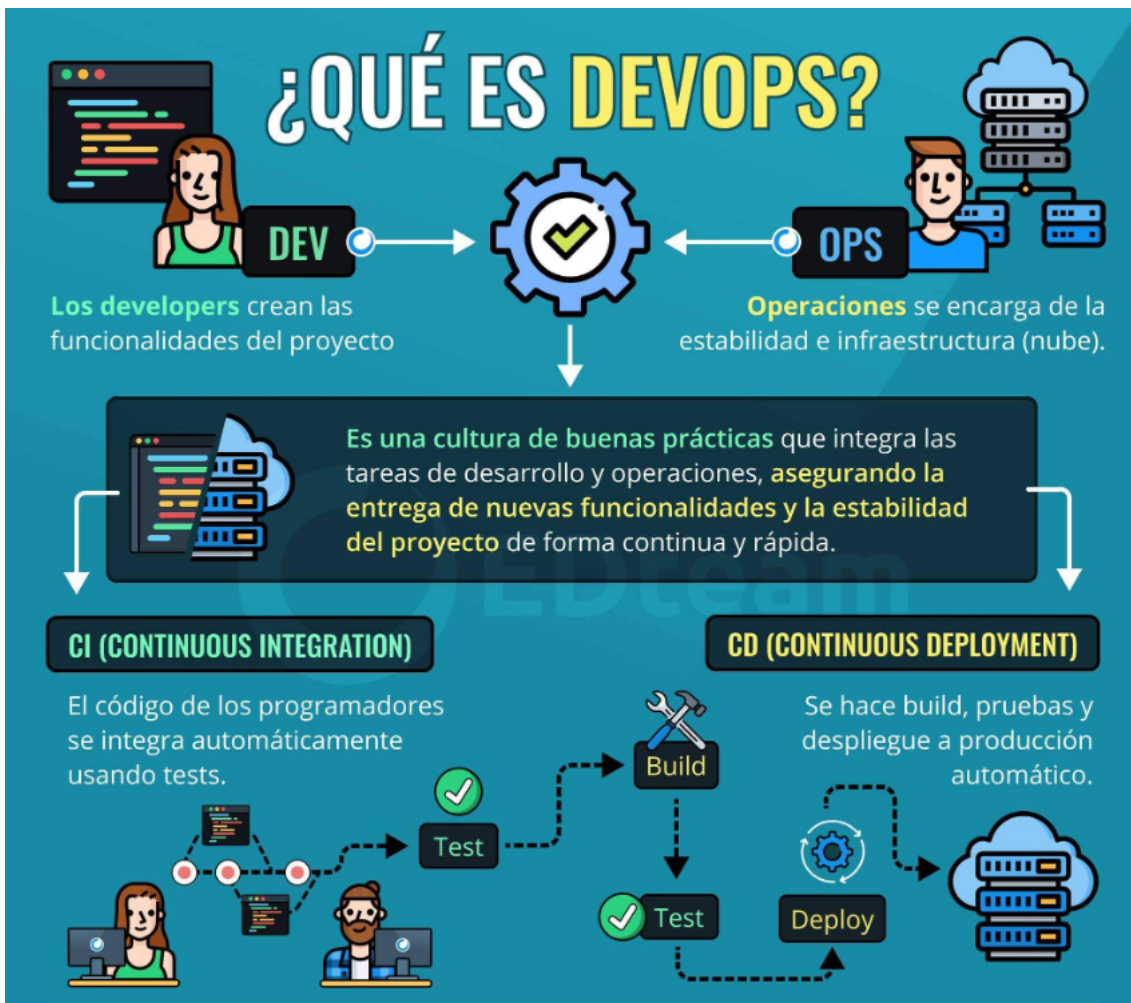 ¿QUÉ ES DEVOPS?
DEV
OPS
Los developers crean las
funcionalidades del proyecto
Operaciones se encarga de la
estabilidad e infraestructura (nube).
Es una cultura de buenas prácticas que integra las
tareas de desarrollo y operaciones, asegurando la
entrega de nuevas funcionalidades y la estabilidad
del proyecto de forma continua y rápida.
EDteam
CI (CONTINUOUS INTEGRATION)
El código de los programadores
se integra automáticamente
usando tests.
CD (CONTINUOUS DEPLOYMENT)
Se hace build, pruebas y
despliegue a producción
automático.
Test
Build
Test
Deploy